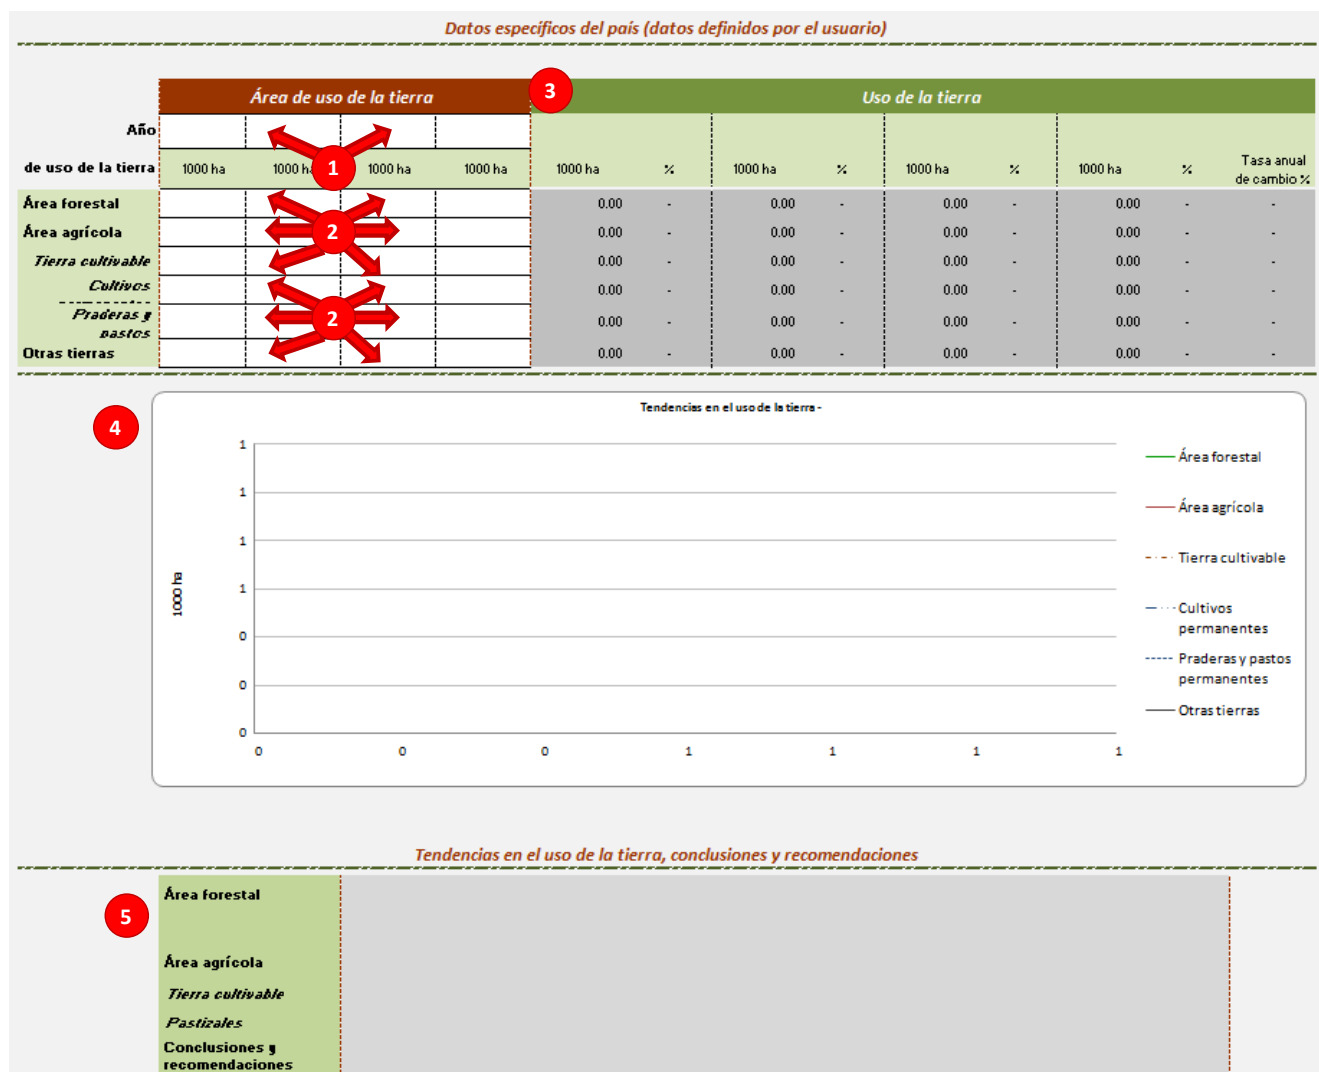 Datos específicos del país (datos definidos por el usuario)
Área de uso de la tierra 3 Uso de la tierra
Año
de uso de la tierra 1000 ha 1000 ha 1 1000 ha 1000 ha 1000 ha % 1000 ha % 1000 ha % 1000 ha % Tasa anual
de cambio %
Área forestal 0.00 - 0.00 - 0.00 - 0.00 - -
Área agrícola 2 0.00 - 0.00 - 0.00 - 0.00 - -
Tierra cultivable 0.00 - 0.00 - 0.00 - 0.00 - -
Cultivos 0.00 - 0.00 - 0.00 - 0.00 - -
Praderas y
pastos 2 0.00 - 0.00 - 0.00 - 0.00 - -
Otras tierras 0.00 - 0.00 - 0.00 - 0.00 - -
4
Tendencias en el uso de la tierra -
1000 ha
1
1
1
1
0
0
0
0 0 0 1 1 1 1
Área forestal
Área agrícola
Tierra cultivable
Cultivos
permanentes
Praderas y pastos
permanentes
Otras tierras
Tendencias en el uso de la tierra, conclusiones y recomendaciones
5
Área forestal
Área agrícola
Tierra cultivable
Pastizales
Conclusiones y
recomendaciones